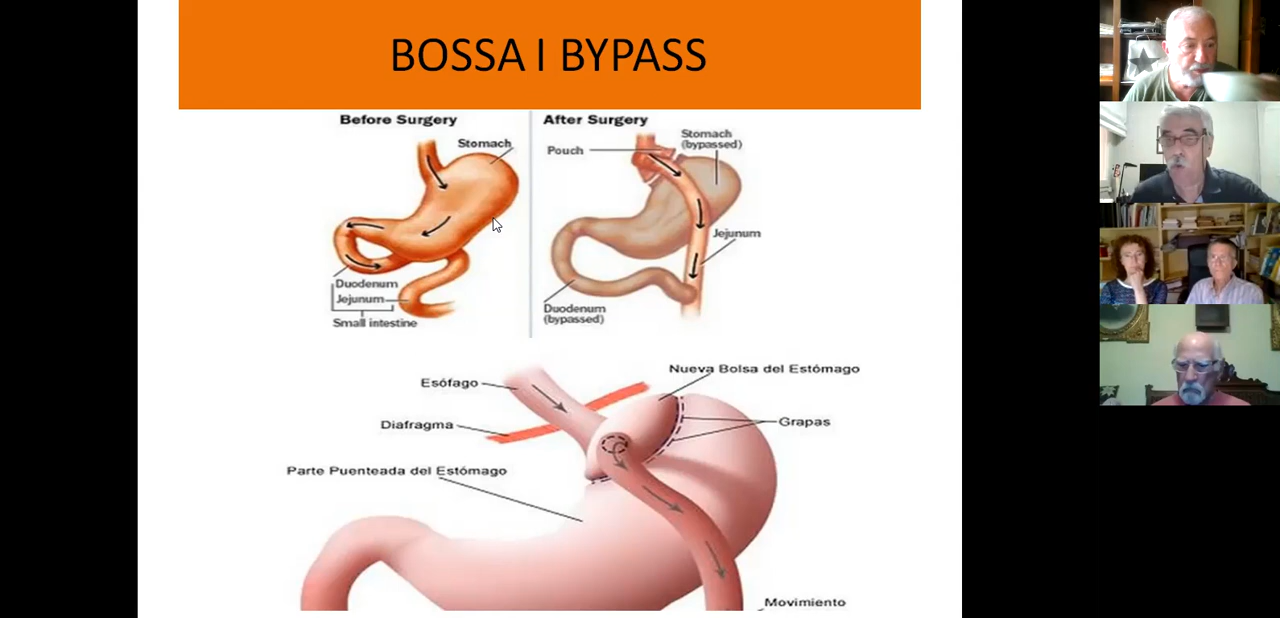 BOSSA I BYPASS
Before Surgery
After Surgery
Stomach
Stomach
(bypassed)
Pouch
Jejunum
Duodenum
Jejunum
Small intestine
Duodenum
(bypassed)
Nueva Bolsa del Estómago
Esófago
Diafragma
Grapas
Parte Puenteada del Estómago
Movimiento